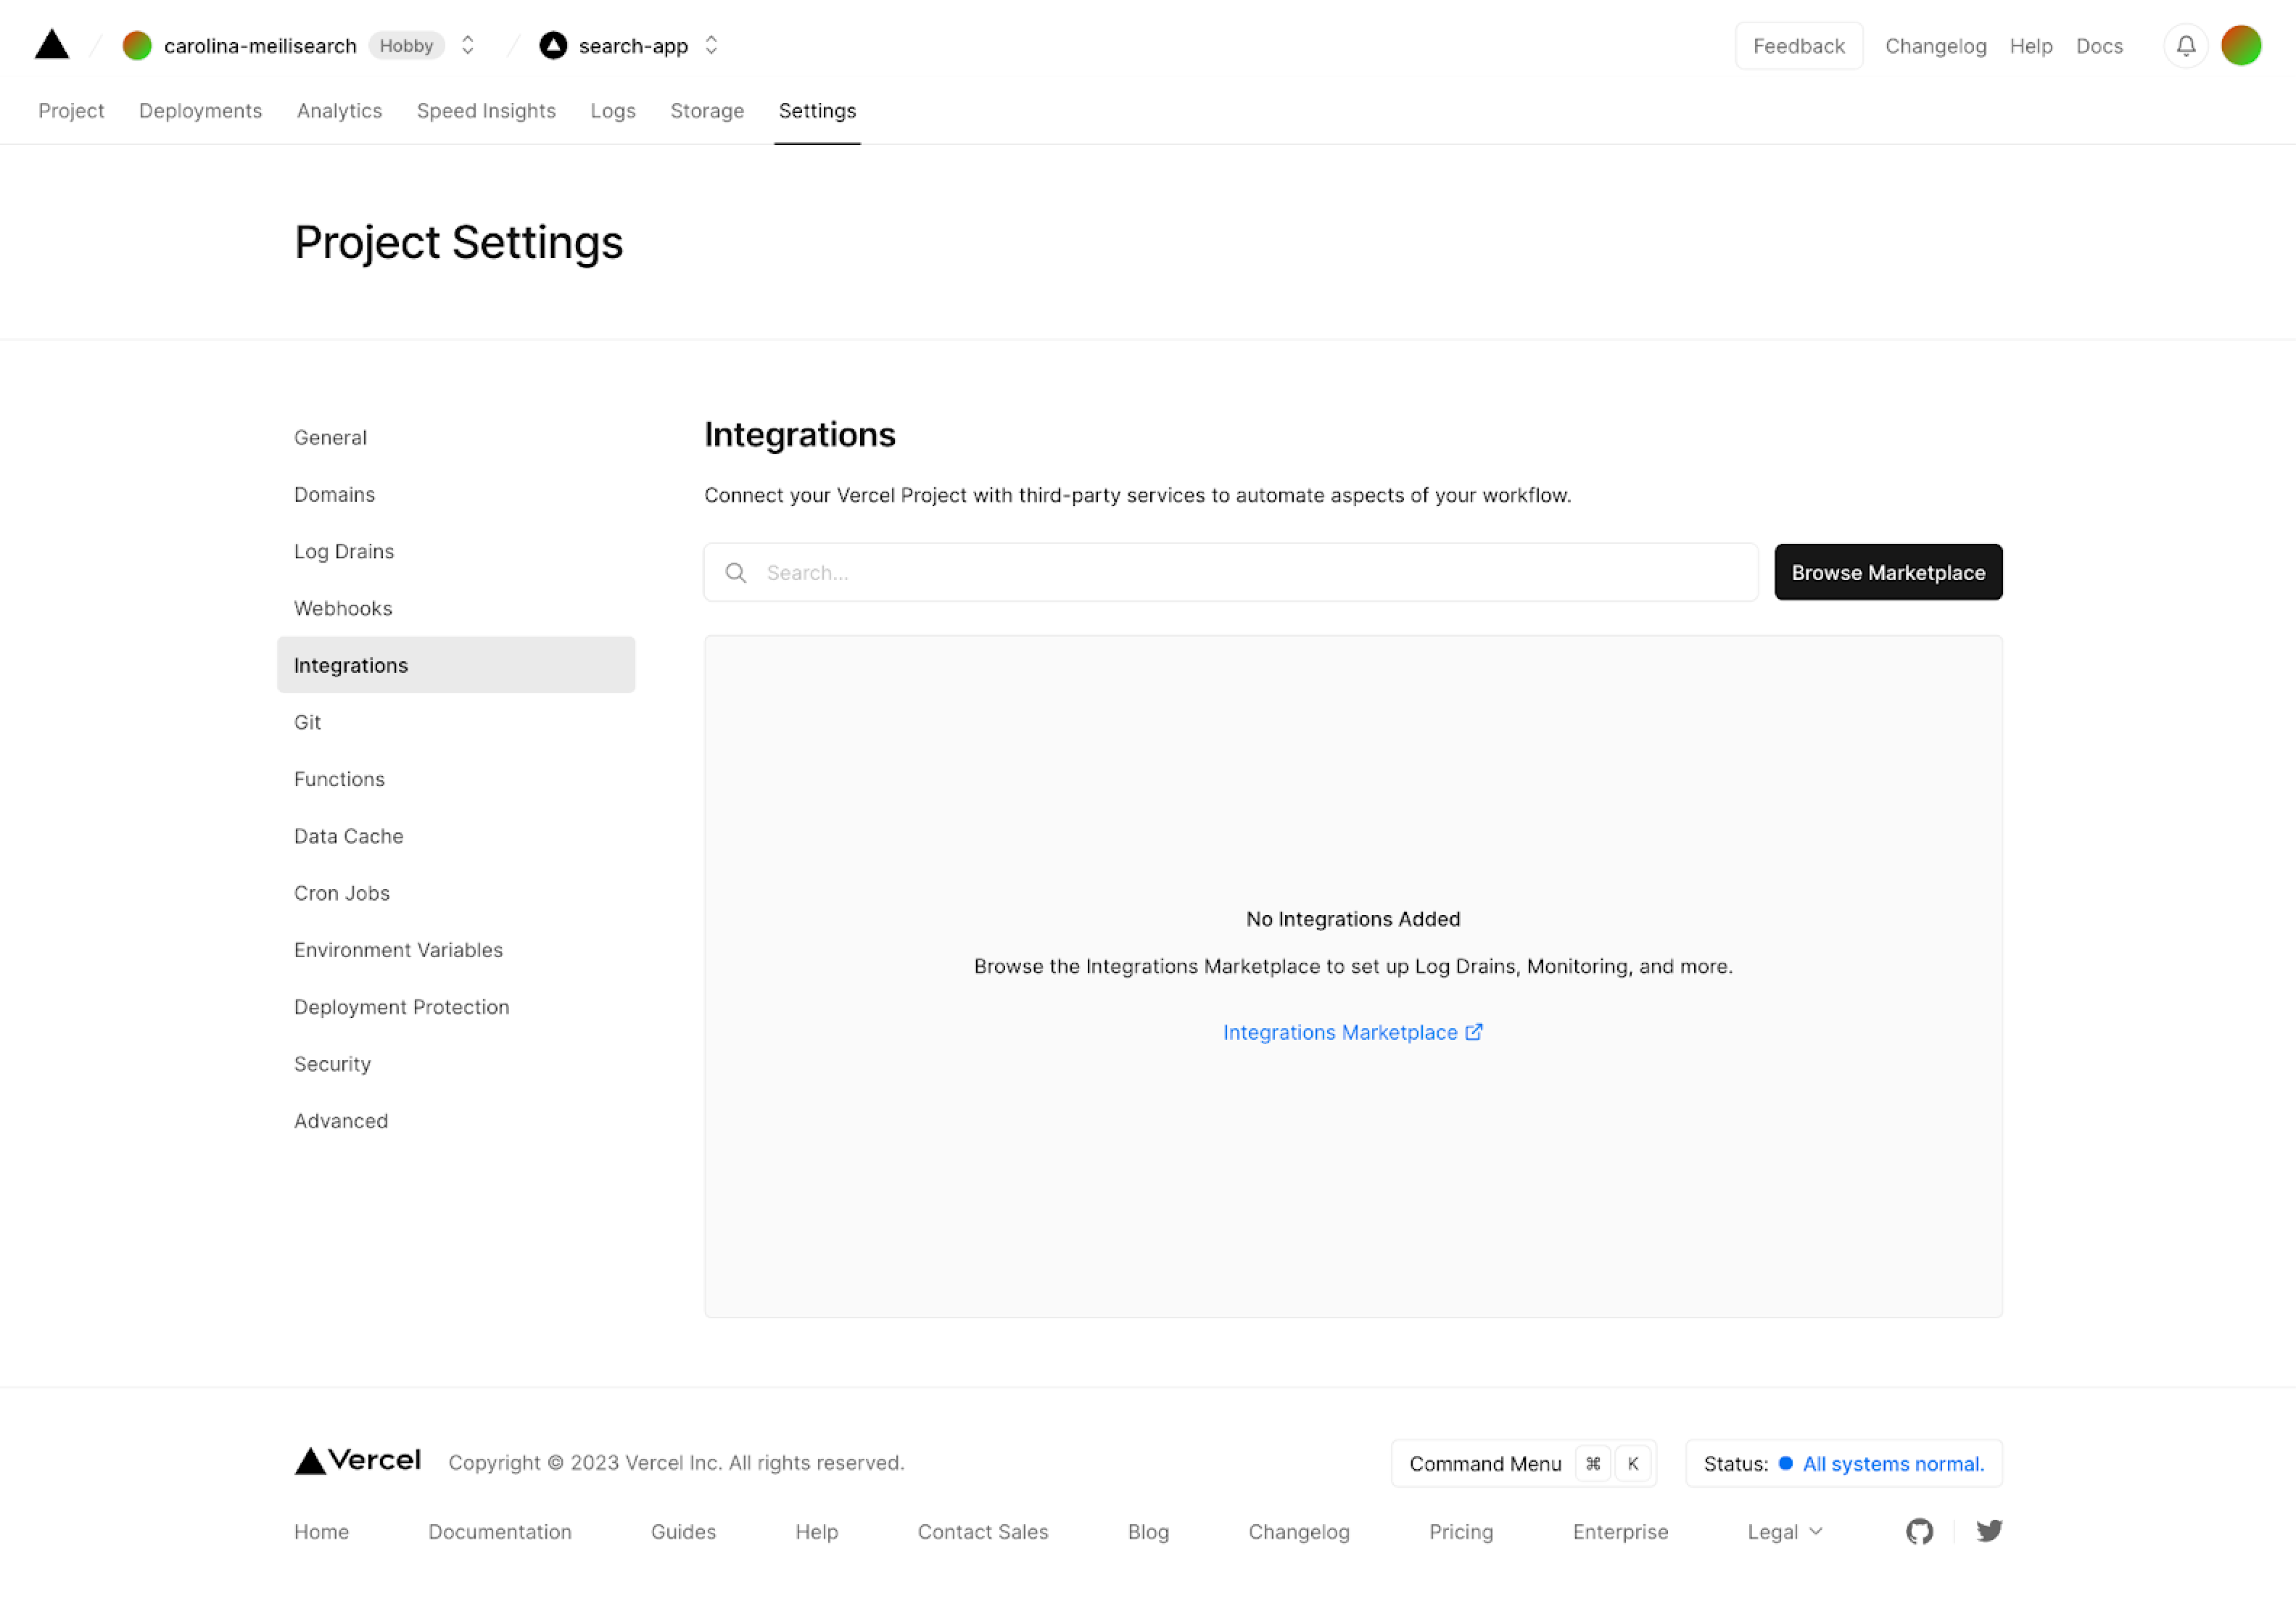 carolina-meilisearch Hobby search-app Feedback Changelog Help Docs
Project Deployments Analytics Speed Insights Logs Storage Settings
Project Settings
General
Domains
Log Drains
Webhooks
Integrations
Git
Functions
Data Cache
Cron Jobs
Environment Variables
Deployment Protection
Security
Advanced
Integrations
Connect your Vercel Project with third-party services to automate aspects of your workflow.
Search...
Browse Marketplace
No Integrations Added
Browse the Integrations Marketplace to set up Log Drains, Monitoring, and more.
Integrations Marketplace
Vercel Copyright © 2023 Vercel Inc. All rights reserved. Command Menu ⌘ K Status: All systems normal.
Home Documentation Guides Help Contact Sales Blog Changelog Pricing Enterprise Legal